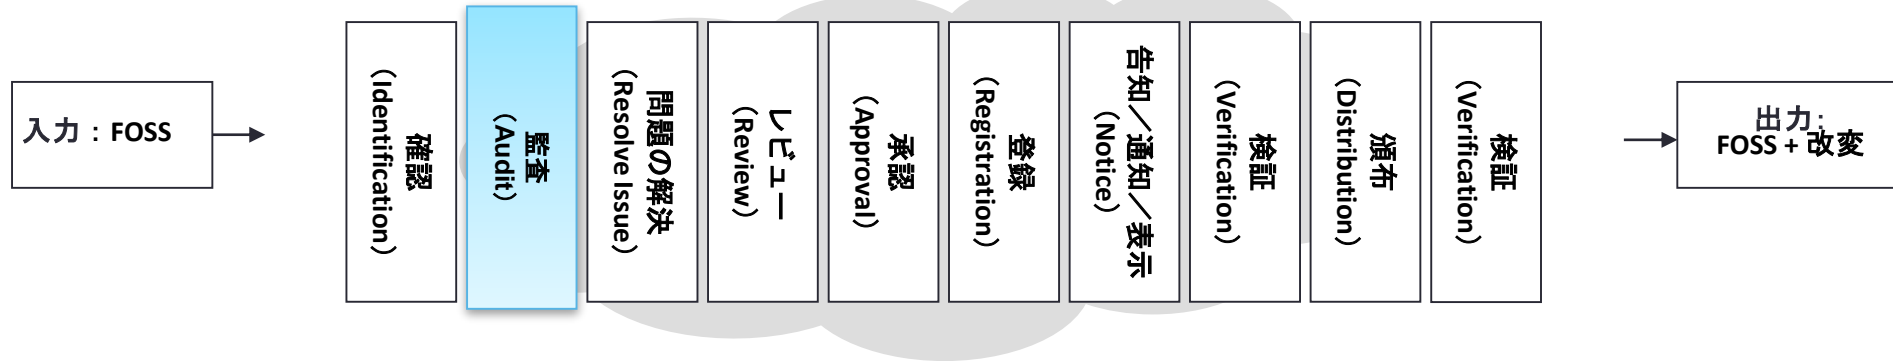 入力 : FOSS
確認
（Identification）
監査
（Audit）
問題の解決
（Resolve Issue）
レビュー
（Review）
承認
（Approval）
登録
（Registration）
告知／通知／表示
（Notice）
検証
（Verification）
頒布
（Distribution）
検証
（Verification）
出力:
FOSS + 改変